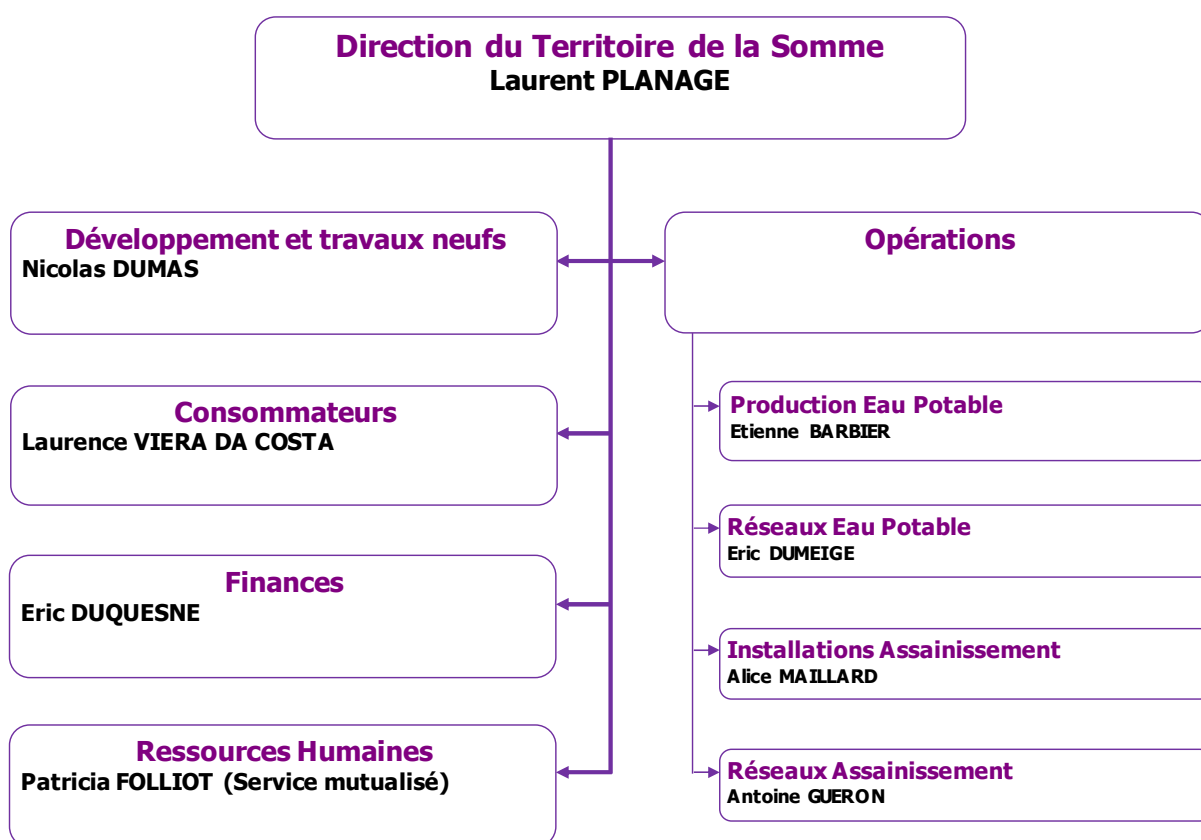 Direction du Territoire de la Somme
Laurent PLANAGE
Développement et travaux neufs
Nicolas DUMAS
Consommateurs
Laurence VIERA DA COSTA
Finances
Eric DUQUESNE
Ressources Humaines
Patricia FOLLIOT (Service mutualisé)
Opérations
Production Eau Potable
Etienne BARBIER
Réseaux Eau Potable
Eric DUMEIGE
Installations Assainissement
Alice MAILLARD
Réseaux Assainissement
Antoine GUERON